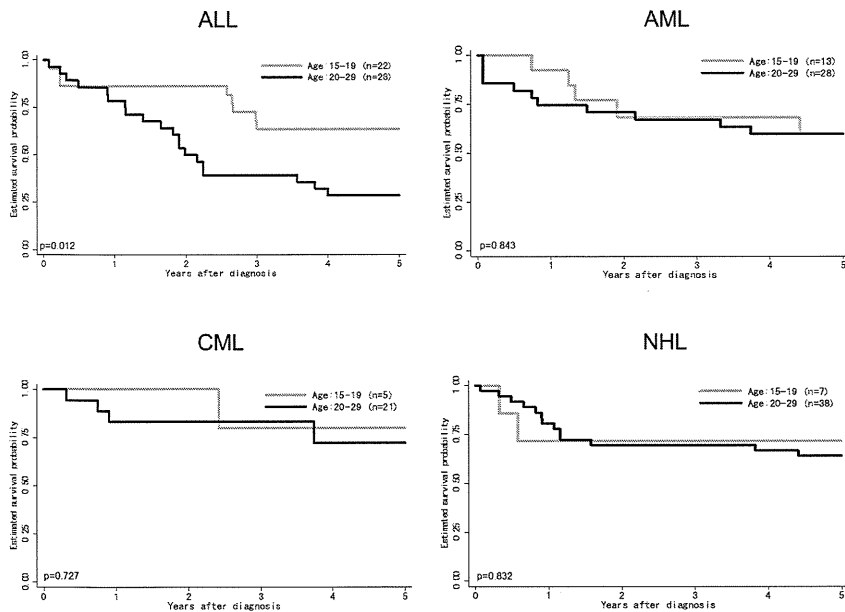 ALL
Age:15-19 (n=22)
Age:20-29 (n=28)
Estimated survival probability
1.00
0.75
0.50
0.25
0.00
p=0.012
0 1 2 3 4 5
Years after diagnosis
AML
Age:15-19 (n=13)
Age:20-29 (n=28)
Estimated survival probability
1.00
0.75
0.50
0.25
0.00
p=0.843
0 1 2 3 4 5
Years after diagnosis
CML
Age:15-19 (n=5)
Age:20-29 (n=21)
Estimated survival probability
1.00
0.75
0.50
0.25
0.00
p=0.727
0 1 2 3 4 5
Years after diagnosis
NHL
Age:15-19 (n=7)
Age:20-29 (n=38)
Estimated survival probability
1.00
0.75
0.50
0.25
0.00
p=0.832
0 1 2 3 4 5
Years after diagnosis